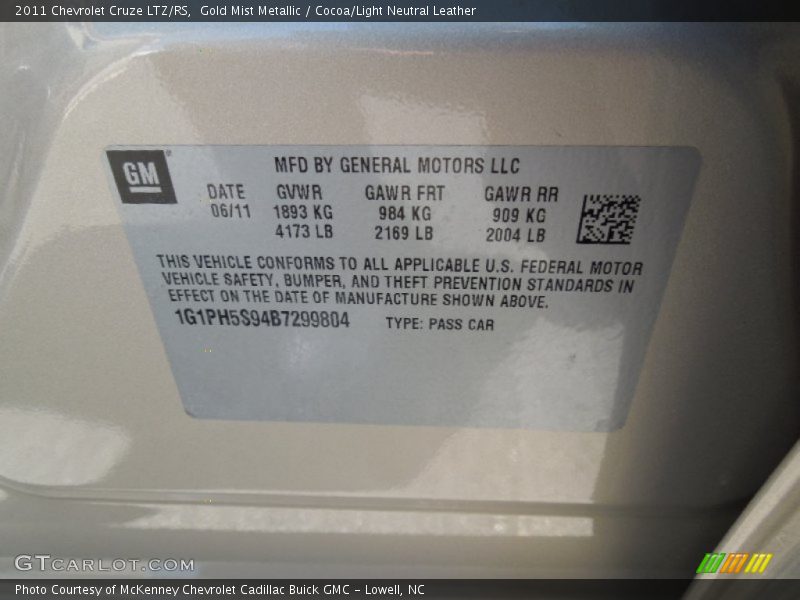 2011 Chevrolet Cruze LTZ/RS, Gold Mist Metallic / Cocoa/Light Neutral Leather
GM
MFD BY GENERAL MOTORS LLC
DATE GVWR GAWR FRT GAWR RR
06/11 1893 KG 984 KG 909 KG
4173 LB 2169 LB 2004 LB
THIS VEHICLE CONFORMS TO ALL APPLICABLE U.S. FEDERAL MOTOR
VEHICLE SAFETY, BUMPER, AND THEFT PREVENTION STANDARDS IN
EFFECT ON THE DATE OF MANUFACTURE SHOWN ABOVE.
1G1PH5S94B7299804 TYPE: PASS CAR
GTCARLOT.COM
Photo Courtesy of McKenney Chevrolet Cadillac Buick GMC – Lowell, NC